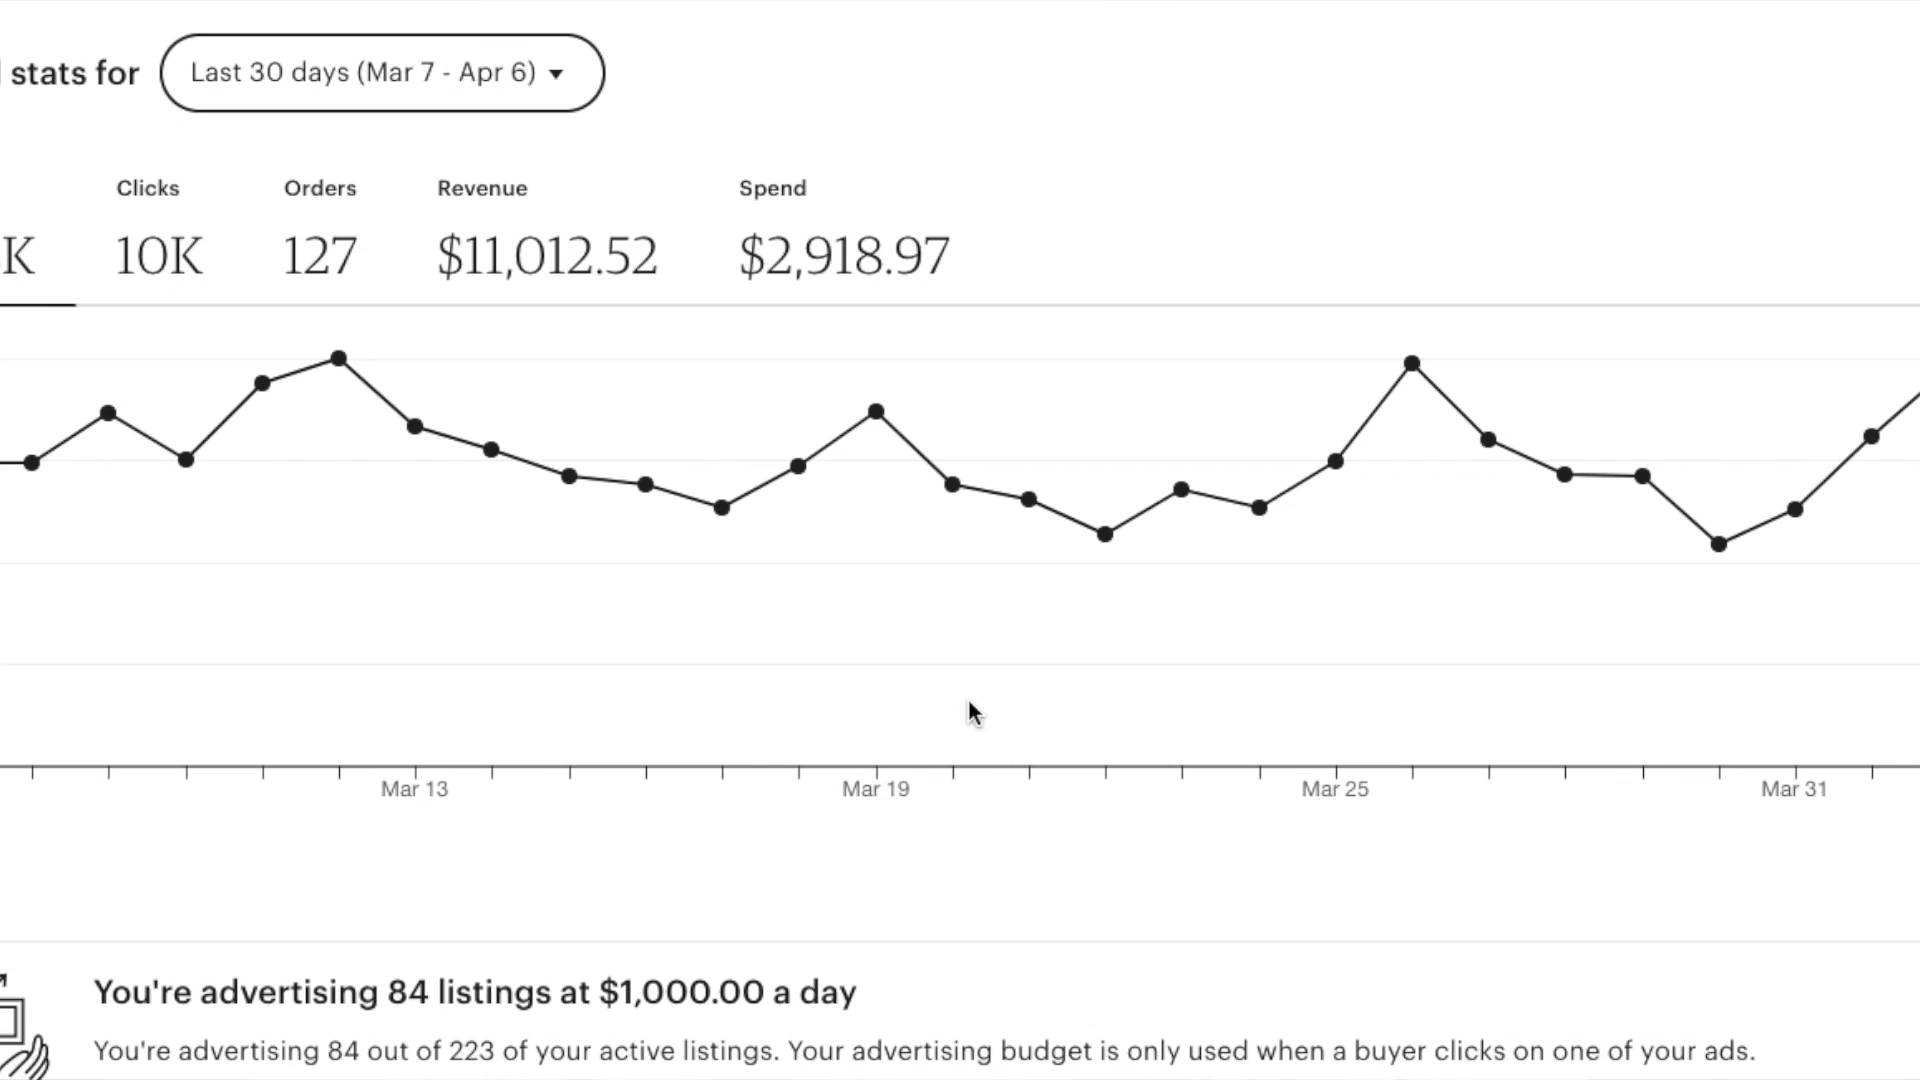 stats for
Last 30 days (Mar 7 - Apr 6)
Clicks Orders Revenue Spend
K 10K 127 $11,012.52 $2,918.97
Mar 13 Mar 19 Mar 25 Mar 31
You're advertising 84 listings at $1,000.00 a day
You're advertising 84 out of 223 of your active listings. Your advertising budget is only used when a buyer clicks on one of your ads.